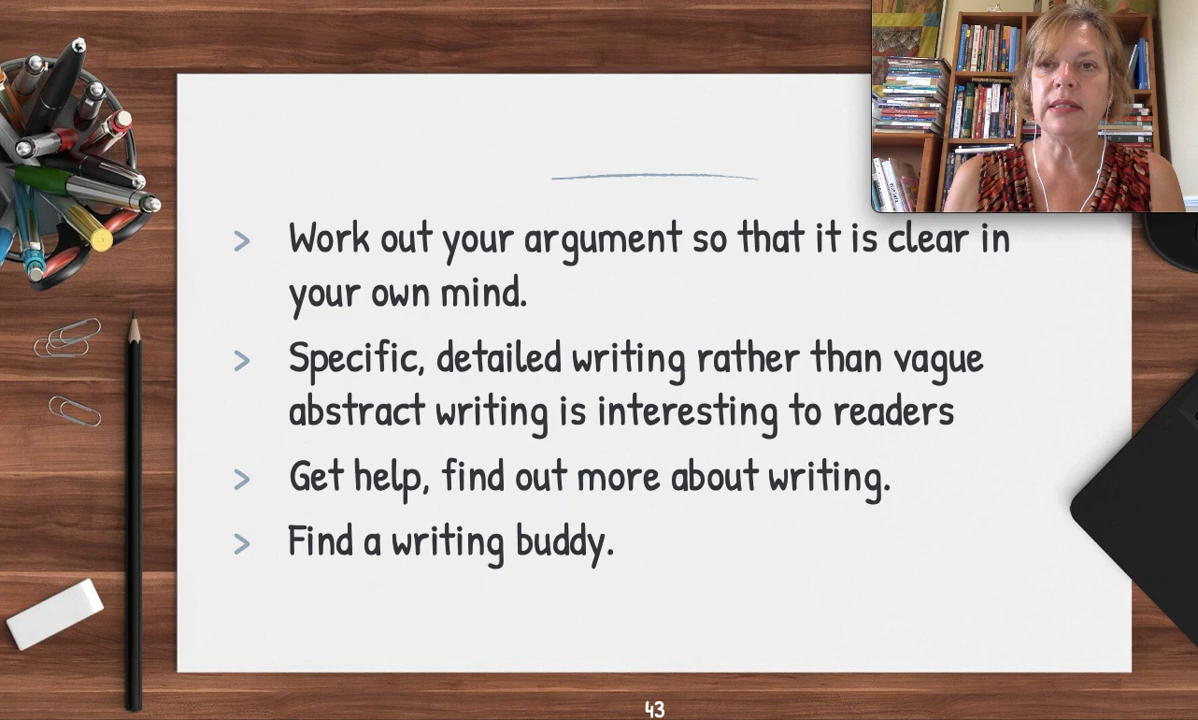 > Work out your argument so that it is clear in
your own mind.
> Specific, detailed writing rather than vague
abstract writing is interesting to readers
> Get help, find out more about writing.
> Find a writing buddy.
43